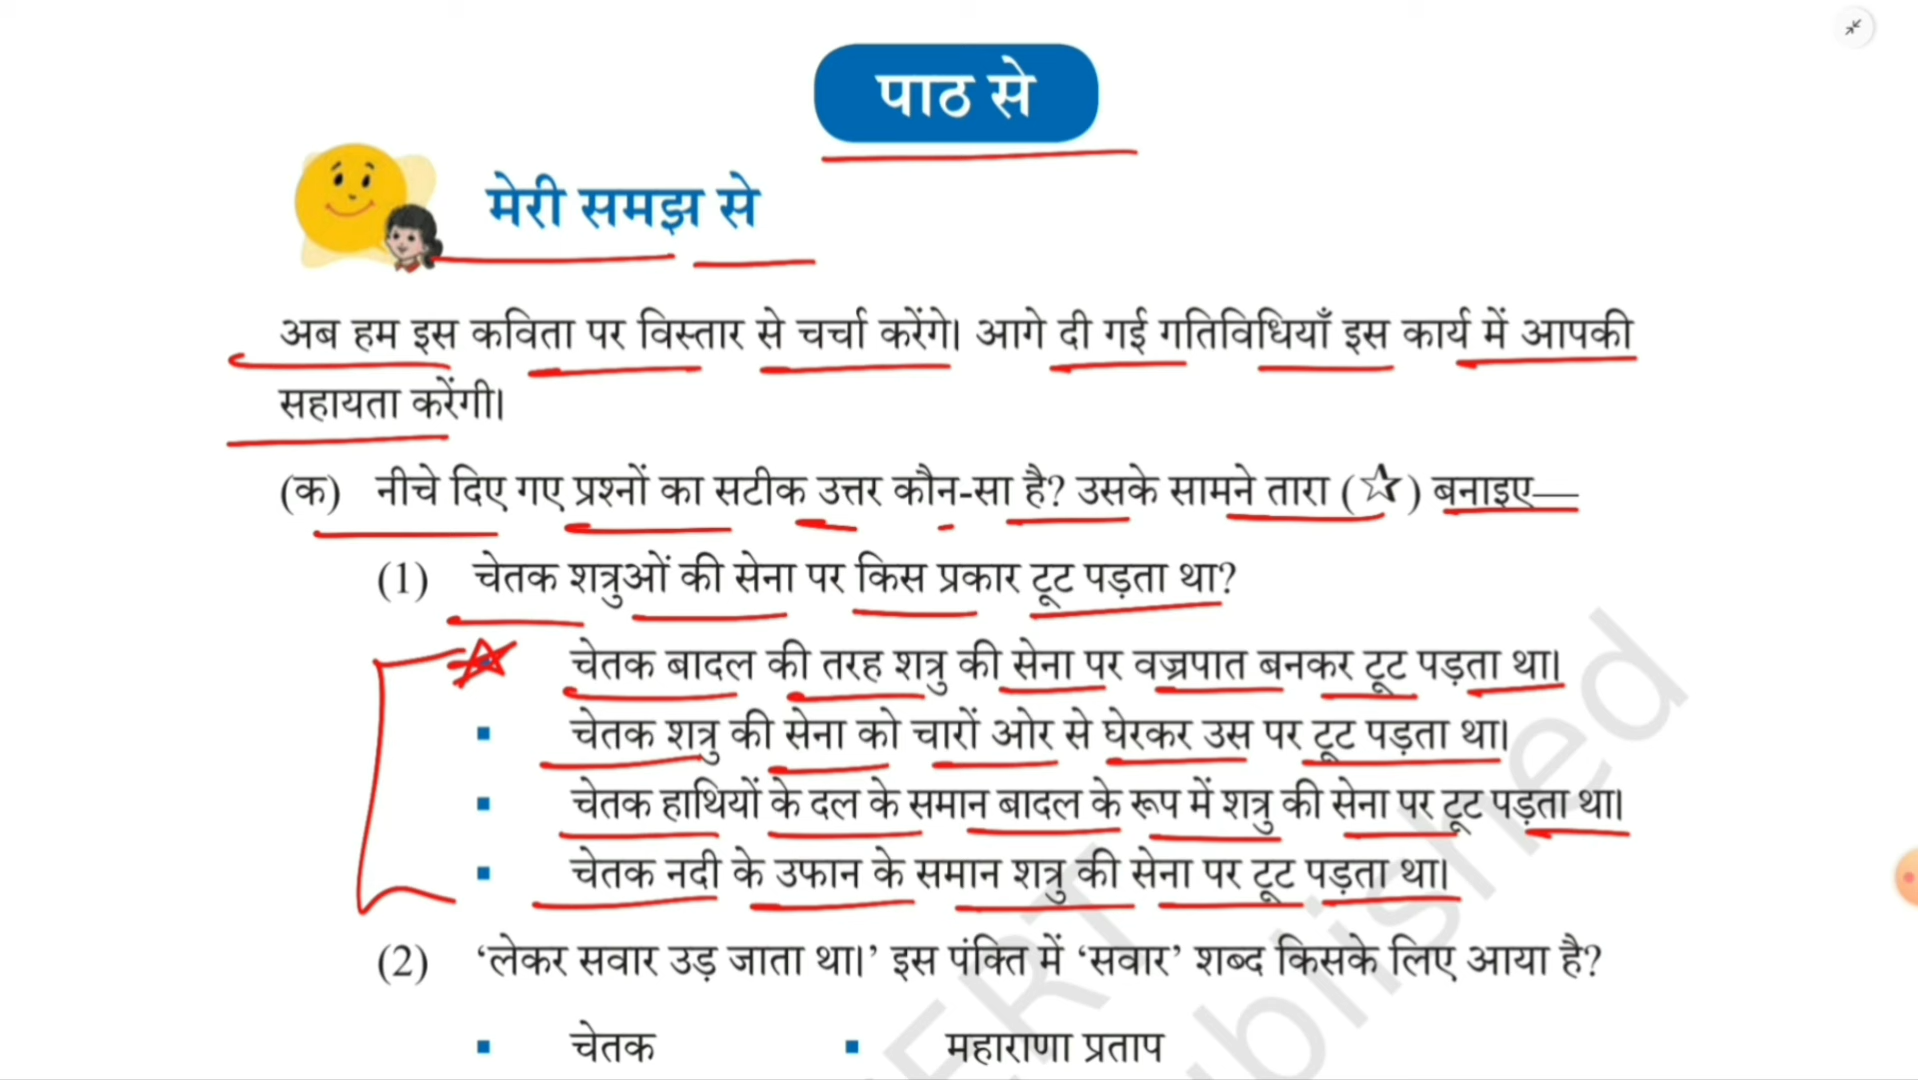 पाठ से
मेरी समझ से
अब हम इस कविता पर विस्तार से चर्चा करेंगे। आगे दी गई गतिविधियाँ इस कार्य में आपकी
सहायता करेंगी।
(क) नीचे दिए गए प्रश्नों का सटीक उत्तर कौन-सा है? उसके सामने तारा (☆) बनाइए—
(1) चेतक शत्रुओं की सेना पर किस प्रकार टूट पड़ता था?
चेतक बादल की तरह शत्रु की सेना पर वज्रपात बनकर टूट पड़ता था।
▪ चेतक शत्रु की सेना को चारों ओर से घेरकर उस पर टूट पड़ता था।
▪ चेतक हाथियों के दल के समान बादल के रूप में शत्रु की सेना पर टूट पड़ता था।
▪ चेतक नदी के उफान के समान शत्रु की सेना पर टूट पड़ता था।
(2) ‘लेकर सवार उड़ जाता था।’ इस पंक्ति में ‘सवार’ शब्द किसके लिए आया है?
▪ चेतक ▪ महाराणा प्रताप